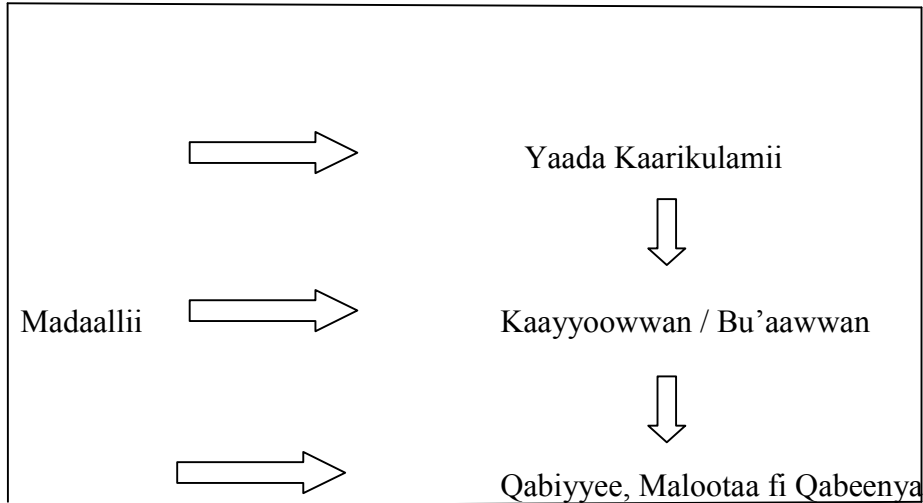 Yaada Kaarikulamii
Madaallii Kaayyoowwan / Bu’aawwan
Qabiyyee, Malootaa fi Qabeenya